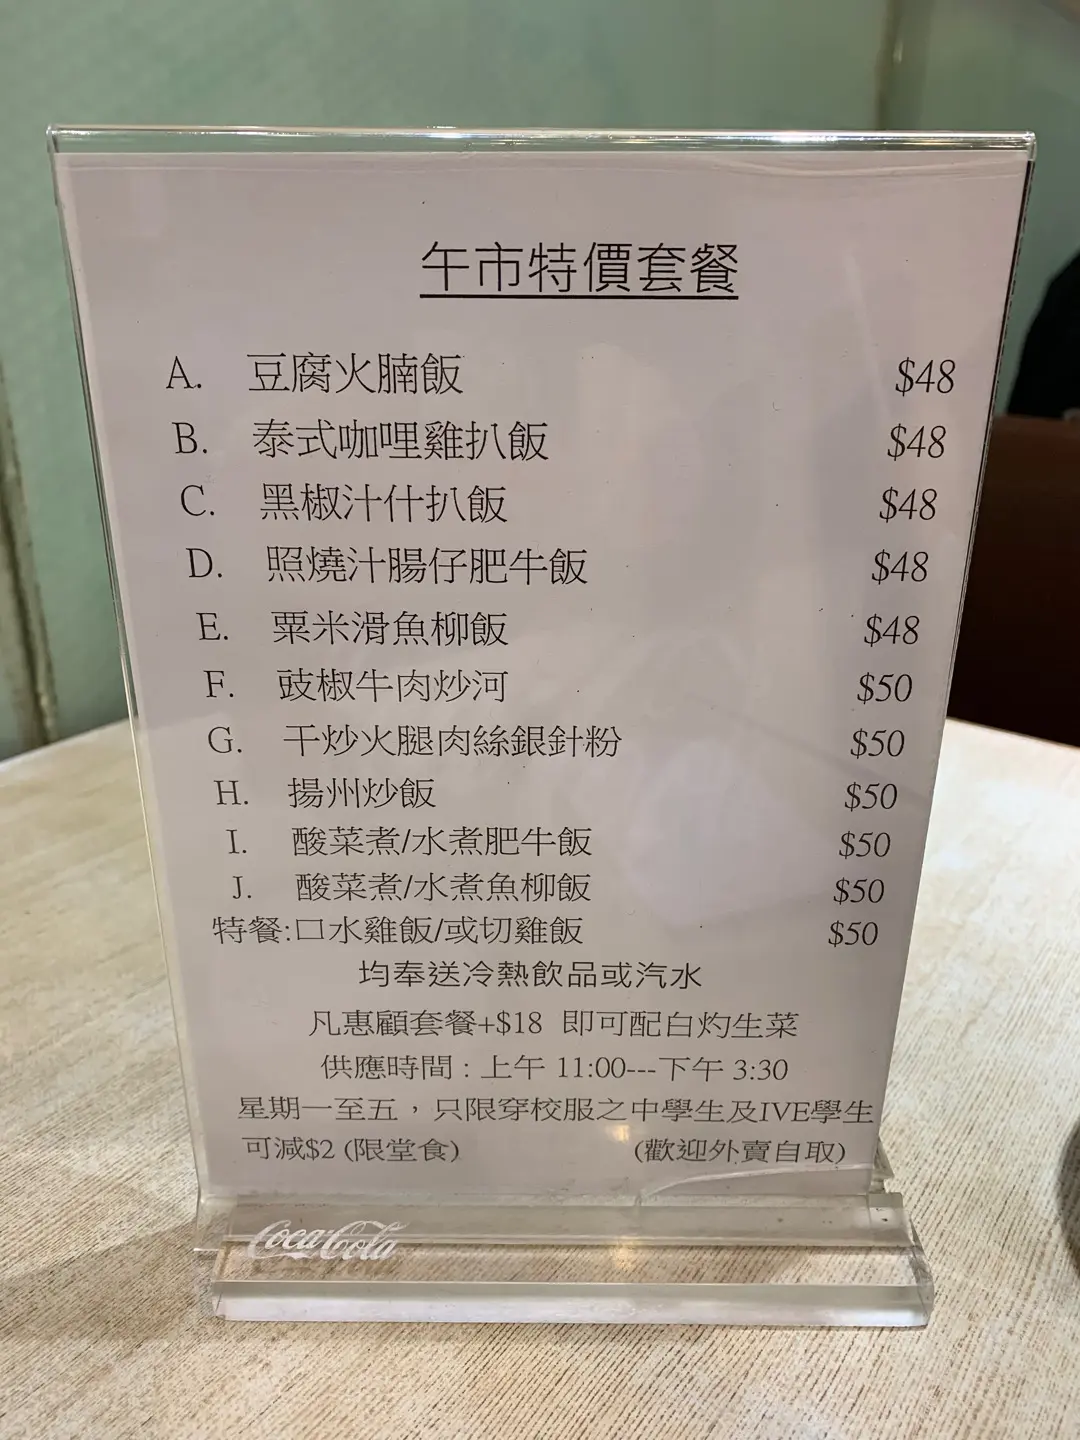 午市特價套餐
A. 豆腐火腩飯 $48
B. 泰式咖哩雞扒飯 $48
C. 黑椒汁什扒飯 $48
D. 照燒汁腸仔肥牛飯 $48
E. 粟米滑魚柳飯 $48
F. 豉椒牛肉炒河 $50
G. 干炒火腿肉絲銀針粉 $50
H. 揚州炒飯 $50
I. 酸菜煮/水煮肥牛飯 $50
J. 酸菜煮/水煮魚柳飯 $50
特餐:口水雞飯/或切雞飯 $50
均奉送冷熱飲品或汽水
凡惠顧套餐+$18 即可配白灼生菜
供應時間 : 上午 11:00---下午 3:30
星期一至五，只限穿校服之中學生及IVE學生
可減$2 (限堂食) (歡迎外賣自取)
Coca-Cola